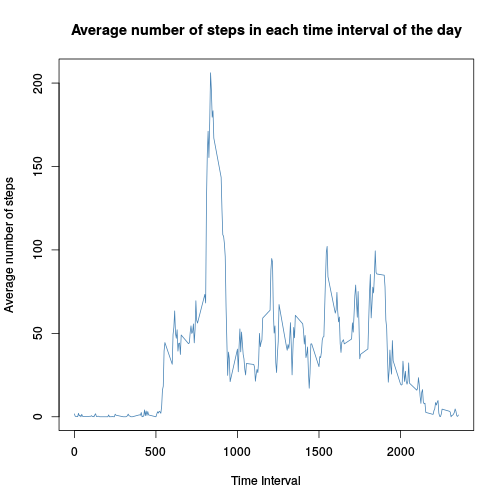 Average number of steps in each time interval of the day
Average number of steps
200
150
100
50
0
0 500 1000 1500 2000
Time Interval